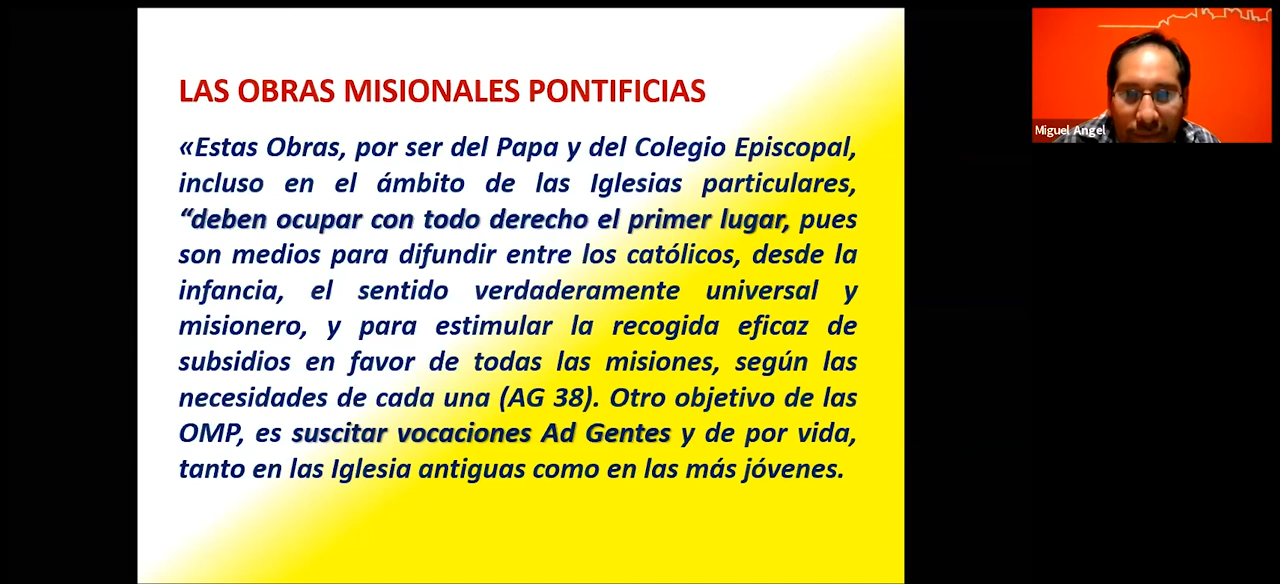 LAS OBRAS MISIONALES PONTIFICIAS
«Estas Obras, por ser del Papa y del Colegio Episcopal,
incluso en el ámbito de las Iglesias particulares,
“deben ocupar con todo derecho el primer lugar, pues
son medios para difundir entre los católicos, desde la
infancia, el sentido verdaderamente universal y
misionero, y para estimular la recogida eficaz de
subsidios en favor de todas las misiones, según las
necesidades de cada una (AG 38). Otro objetivo de las
OMP, es suscitar vocaciones Ad Gentes y de por vida,
tanto en las Iglesia antiguas como en las más jóvenes.
Miguel Angel